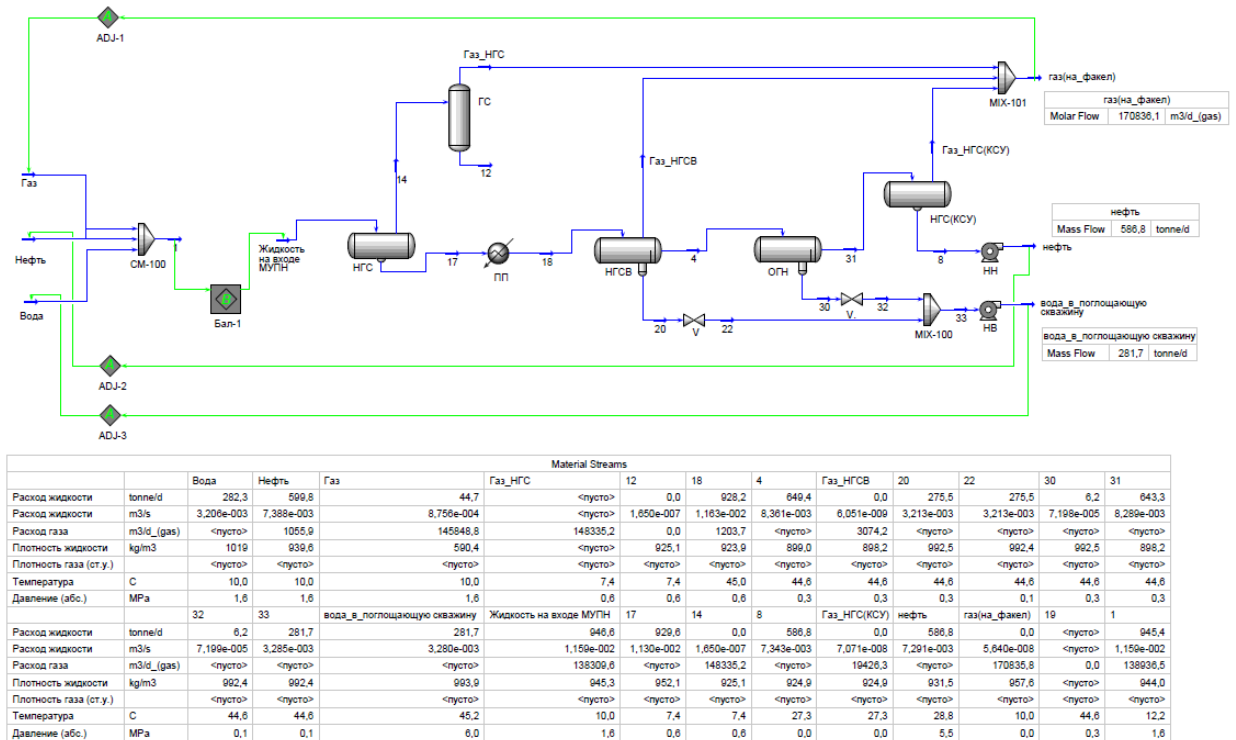 ADJ-1
Газ_НГС
газ(на_факел)
ГС
MIX-101
газ(на_факел)
Molar Flow 170836,1 m3/d_(gas)
Газ_НГСВ
Газ_НГС(КСУ)
14
12
Газ
НГС(КСУ)
нефть
Mass Flow 586,8 tonne/d
Нефть
СМ-100
1
Жидкость
на входе
МУПН
НГС
17
ПП
18
НГСВ
4
ОГН
31
8
НН
нефть
Вода
Бал-1
30
V.
32
вода_в_поглощающую
скважину
20
V
22
MIX-100
33
НВ
вода_в_поглощающую скважину
Mass Flow 281,7 tonne/d
ADJ-2
ADJ-3
Material Streams
Вода Нефть Газ Газ_НГС 12 18 4 Газ_НГСВ 20 22 30 31
Расход жидкости tonne/d 282,3 599,8 44,7 <пусто> 0,0 928,2 649,4 0,0 275,5 275,5 6,2 643,3
Расход жидкости m3/s 3,206e-003 7,388e-003 8,756e-004 <пусто> 1,650e-007 1,163e-002 8,361e-003 6,051e-009 3,213e-003 3,213e-003 7,198e-005 8,289e-003
Расход газа m3/d_(gas) <пусто> 1055,9 145848,8 148335,2 0,0 1203,7 <пусто> 3074,2 <пусто> <пусто> <пусто> <пусто>
Плотность жидкости kg/m3 1019 939,6 590,4 <пусто> 925,1 923,9 899,0 898,2 992,5 992,4 992,5 898,2
Плотность газа (ст.у.) <пусто> <пусто> <пусто> <пусто> <пусто> <пусто> <пусто> <пусто> <пусто> <пусто> <пусто> <пусто>
Температура C 10,0 10,0 10,0 7,4 7,4 45,0 44,6 44,6 44,6 44,6 44,6 44,6
Давление (абс.) MPa 1,6 1,6 1,6 0,6 0,6 0,6 0,3 0,3 0,3 0,1 0,3 0,3
32 33 вода_в_поглощающую скважину Жидкость на входе МУПН 17 14 8 Газ_НГС(КСУ) нефть газ(на_факел) 19 1
Расход жидкости tonne/d 6,2 281,7 281,7 946,6 929,6 0,0 586,8 0,0 586,8 0,0 <пусто> 945,4
Расход жидкости m3/s 7,199e-005 3,285e-003 3,280e-003 1,159e-002 1,130e-002 1,650e-007 7,343e-003 7,071e-008 7,291e-003 5,640e-008 <пусто> 1,159e-002
Расход газа m3/d_(gas) <пусто> <пусто> <пусто> 138309,6 <пусто> 148335,2 <пусто> 19426,3 <пусто> 170835,8 0,0 138936,5
Плотность жидкости kg/m3 992,4 992,4 993,9 945,3 952,1 925,1 924,9 924,9 931,5 957,6 <пусто> 944,0
Плотность газа (ст.у.) <пусто> <пусто> <пусто> <пусто> <пусто> <пусто> <пусто> <пусто> <пусто> <пусто> <пусто> <пусто>
Температура C 44,6 44,6 45,2 10,0 7,4 7,4 27,3 27,3 28,8 10,0 44,6 12,2
Давление (абс.) MPa 0,1 0,1 6,0 1,6 0,6 0,6 0,0 0,0 5,5 0,0 0,3 1,6